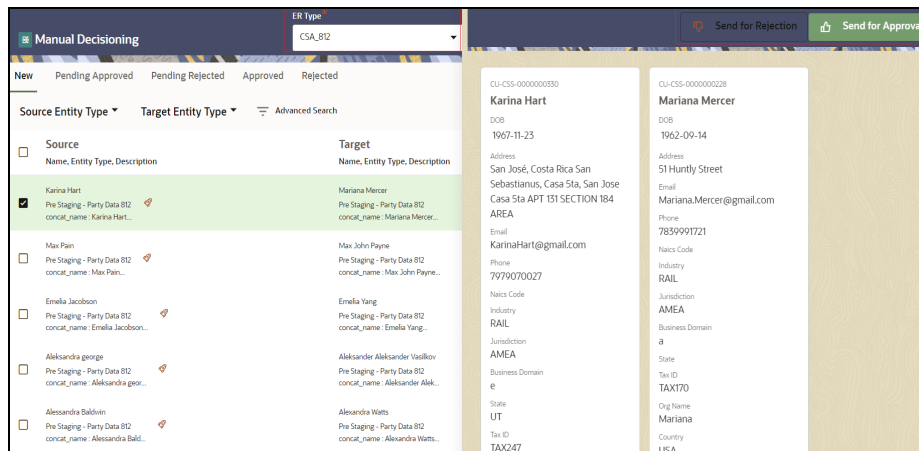 ER Type
Manual Decisioning
CSA_812
New Pending Approved Pending Rejected Approved Rejected
Source Entity Type Target Entity Type Advanced Search
Source Target
Name, Entity Type, Description Name, Entity Type, Description
Karina Hart Mariana Mercer
Pre Staging - Party Data 812 Pre Staging - Party Data 812
concat_name : Karina Hart... concat_name : Mariana Mercer...
Max Pain Max John Payne
Pre Staging - Party Data 812 Pre Staging - Party Data 812
concat_name : Max Pain... concat_name : Max John Payne...
Emelia Jacobson Emelia Yang
Pre Staging - Party Data 812 Pre Staging - Party Data 812
concat_name : Emelia Jacobson... concat_name : Emelia Yang...
Aleksandra george Aleksander Aleksander Vasilkov
Pre Staging - Party Data 812 Pre Staging - Party Data 812
concat_name : Aleksandra geor... concat_name : Aleksander Alek...
Alessandra Baldwin Alexandra Watts
Pre Staging - Party Data 812 Pre Staging - Party Data 812
concat_name : Alessandra Bald... concat_name : Alexandra Watts...
Send for Rejection Send for Approva
CU-CSS-0000000330
Karina Hart
DOB
1967-11-23
Address
San José, Costa Rica San
Sebastianus, Casa 5ta, San Jose
Casa 5ta APT 131 SECTION 184
AREA
Email
KarinaHart@gmail.com
Phone
7979070027
Naics Code
Industry
RAIL
Jurisdiction
AMEA
Business Domain
e
State
UT
Tax ID
TAX247
CU-CSS-0000000228
Mariana Mercer
DOB
1962-09-14
Address
51 Huntly Street
Email
Mariana.Mercer@gmail.com
Phone
7839991721
Naics Code
Industry
RAIL
Jurisdiction
AMEA
Business Domain
a
State
Tax ID
TAX170
Org Name
Mariana
Country
USA